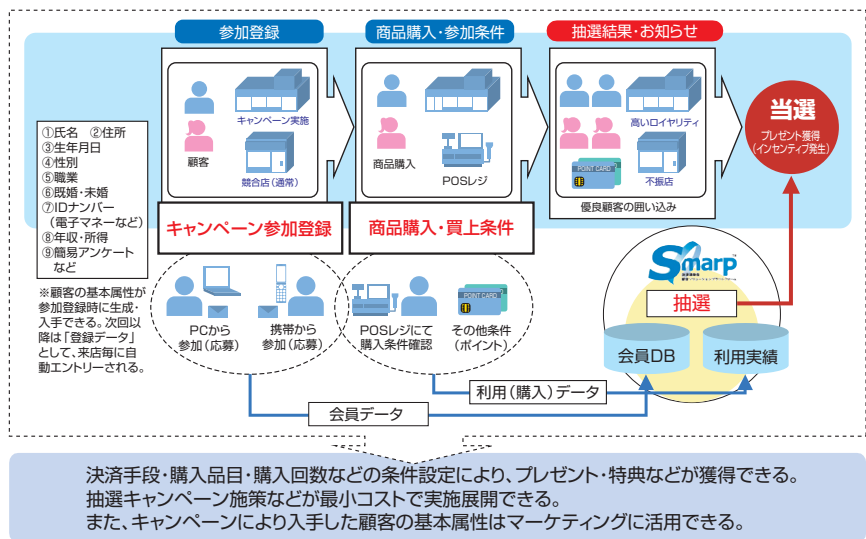 参加登録
商品購入・参加条件
抽選結果・お知らせ
キャンペーン実施
顧客
競合店(通常)
商品購入
POSレジ
高いロイヤリティ
POINT CARD
不振店
優良顧客の囲い込み
当選
プレゼント獲得
(インセンティブ発生)
①氏名 ②住所
③生年月日
④性別
⑤職業
⑥既婚・未婚
⑦IDナンバー
(電子マネーなど)
⑧年収・所得
⑨簡易アンケート
など
※顧客の基本属性が
参加登録時に生成・
入手できる。次回以
降は「登録データ」
として、来店毎に自
動エントリーされる。
キャンペーン参加登録
商品購入・買上条件
PCから
参加(応募)
携帯から
参加(応募)
POSレジにて
購入条件確認
POINT CARD
その他条件
(ポイント)
Smarp
抽選
会員DB
利用実績
利用(購入)データ
会員データ
決済手段・購入品目・購入回数などの条件設定により、プレゼント・特典などが獲得できる。
抽選キャンペーン施策などが最小コストで実施展開できる。
また、キャンペーンにより入手した顧客の基本属性はマーケティングに活用できる。